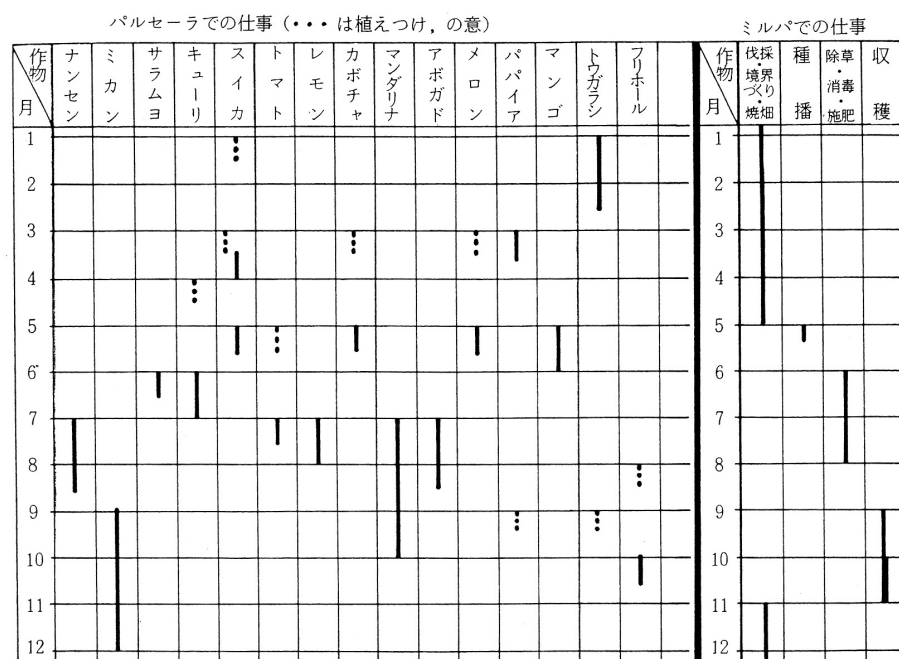 パルセーラでの仕事（・・・は植えつけ，の意）
ミルパでの仕事
作物
月
ナンセン
ミカン
サラムヨ
キューリ
スイカ
トマト
レモン
カボチャ
マンダリナ
アボガド
メロン
パパイア
マンゴ
トウガラシ
フリホール
作物
月
伐採・境界づくり・焼畑
種播
除草・消毒・施肥
収穫
1
2
3
4
5
6
7
8
9
10
11
12
1
2
3
4
5
6
7
8
9
10
11
12